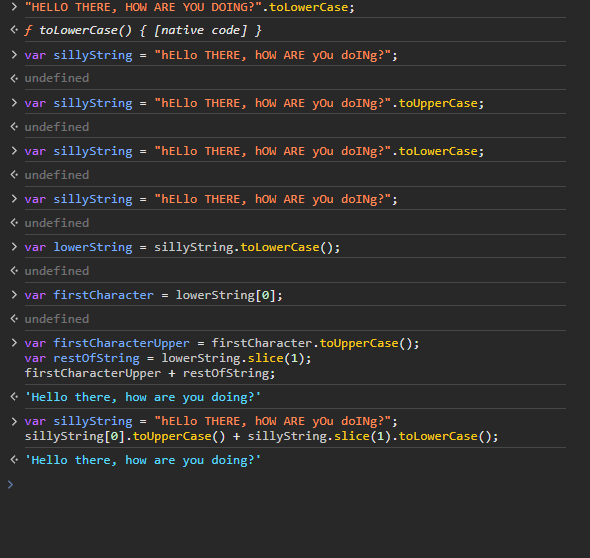 > "HELLO THERE, HOW ARE YOU DOING?".toLowerCase;
< ƒ toLowerCase() { [native code] }
> var sillyString = "hELlo THERE, hOW ARE yOu doINg?";
< undefined
> var sillyString = "hELlo THERE, hOW ARE yOu doINg?".toUpperCase;
< undefined
> var sillyString = "hELlo THERE, hOW ARE yOu doINg?".toLowerCase;
< undefined
> var sillyString = "hELlo THERE, hOW ARE yOu doINg?";
< undefined
> var lowerString = sillyString.toLowerCase();
< undefined
> var firstCharacter = lowerString[0];
< undefined
> var firstCharacterUpper = firstCharacter.toUpperCase();
var restOfString = lowerString.slice(1);
firstCharacterUpper + restOfString;
< 'Hello there, how are you doing?'
> var sillyString = "hELlo THERE, hOW ARE yOu doINg?";
sillyString[0].toUpperCase() + sillyString.slice(1).toLowerCase();
< 'Hello there, how are you doing?'
>